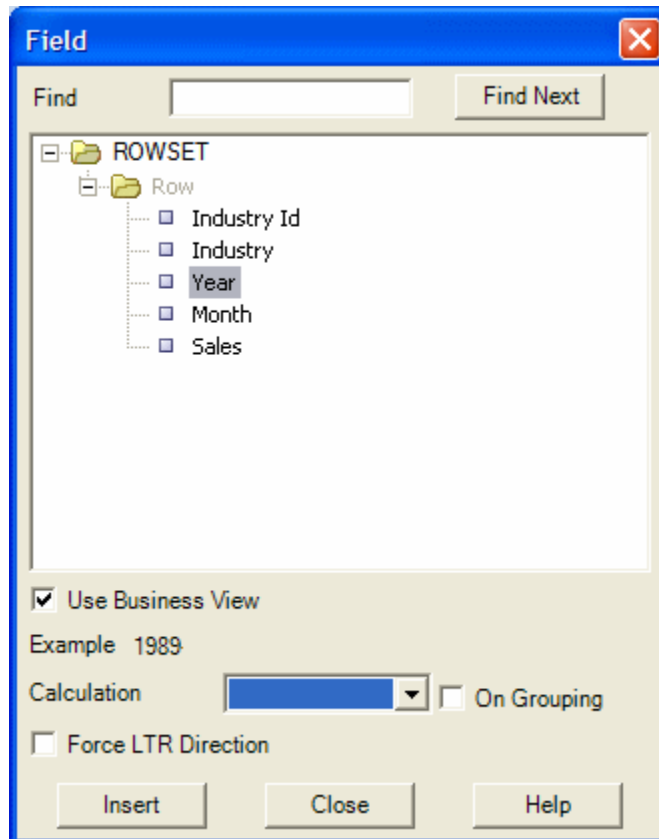 Field
Find Find Next
ROWSET
Row
Industry Id
Industry
Year
Month
Sales
Use Business View
Example 1989
Calculation On Grouping
Force LTR Direction
Insert Close Help